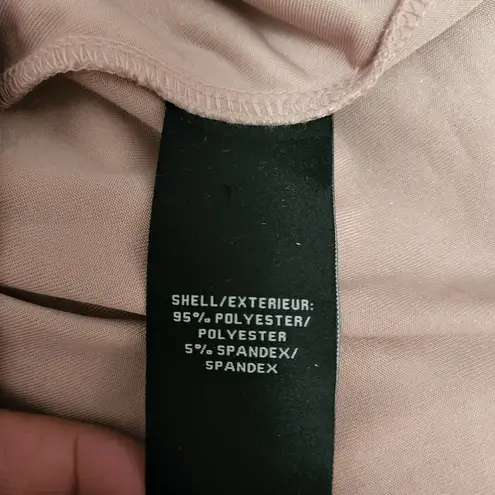 SHELL/EXTERIEUR:
95% POLYESTER/
POLYESTER
5% SPANDEX/
SPANDEX